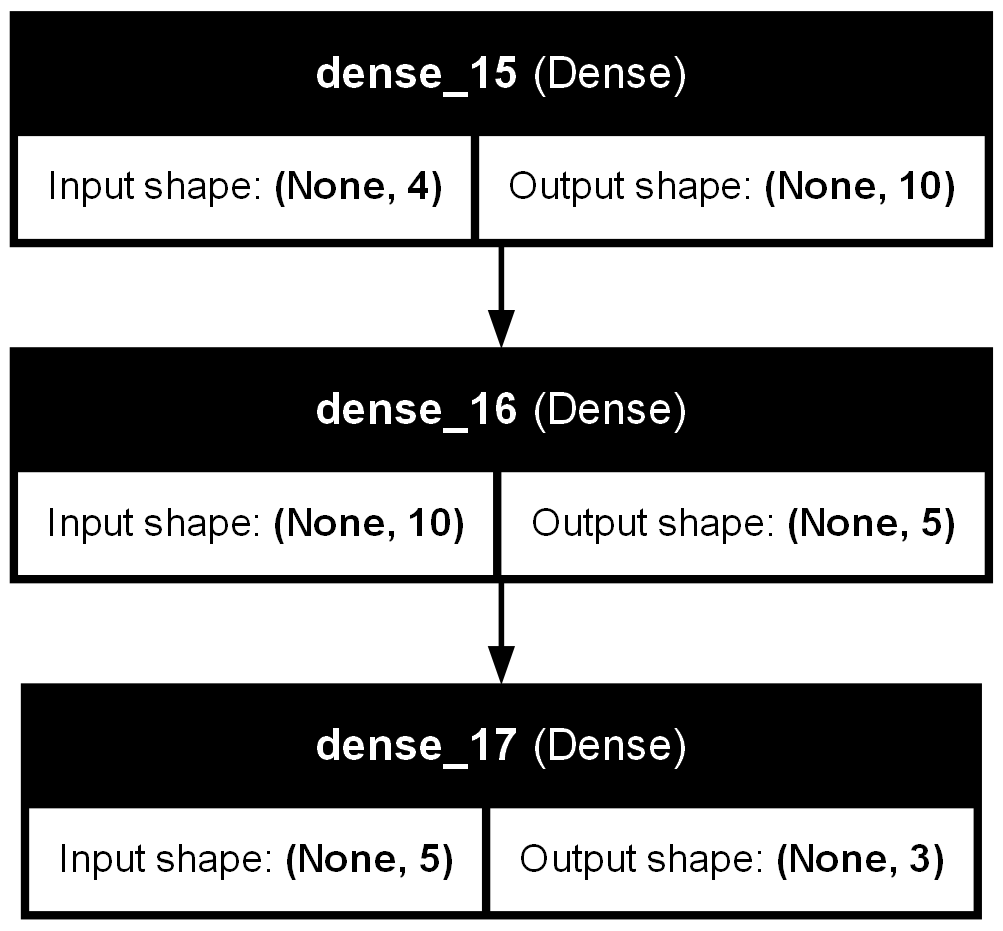 dense_15 (Dense)
Input shape: (None, 4) Output shape: (None, 10)
dense_16 (Dense)
Input shape: (None, 10) Output shape: (None, 5)
dense_17 (Dense)
Input shape: (None, 5) Output shape: (None, 3)